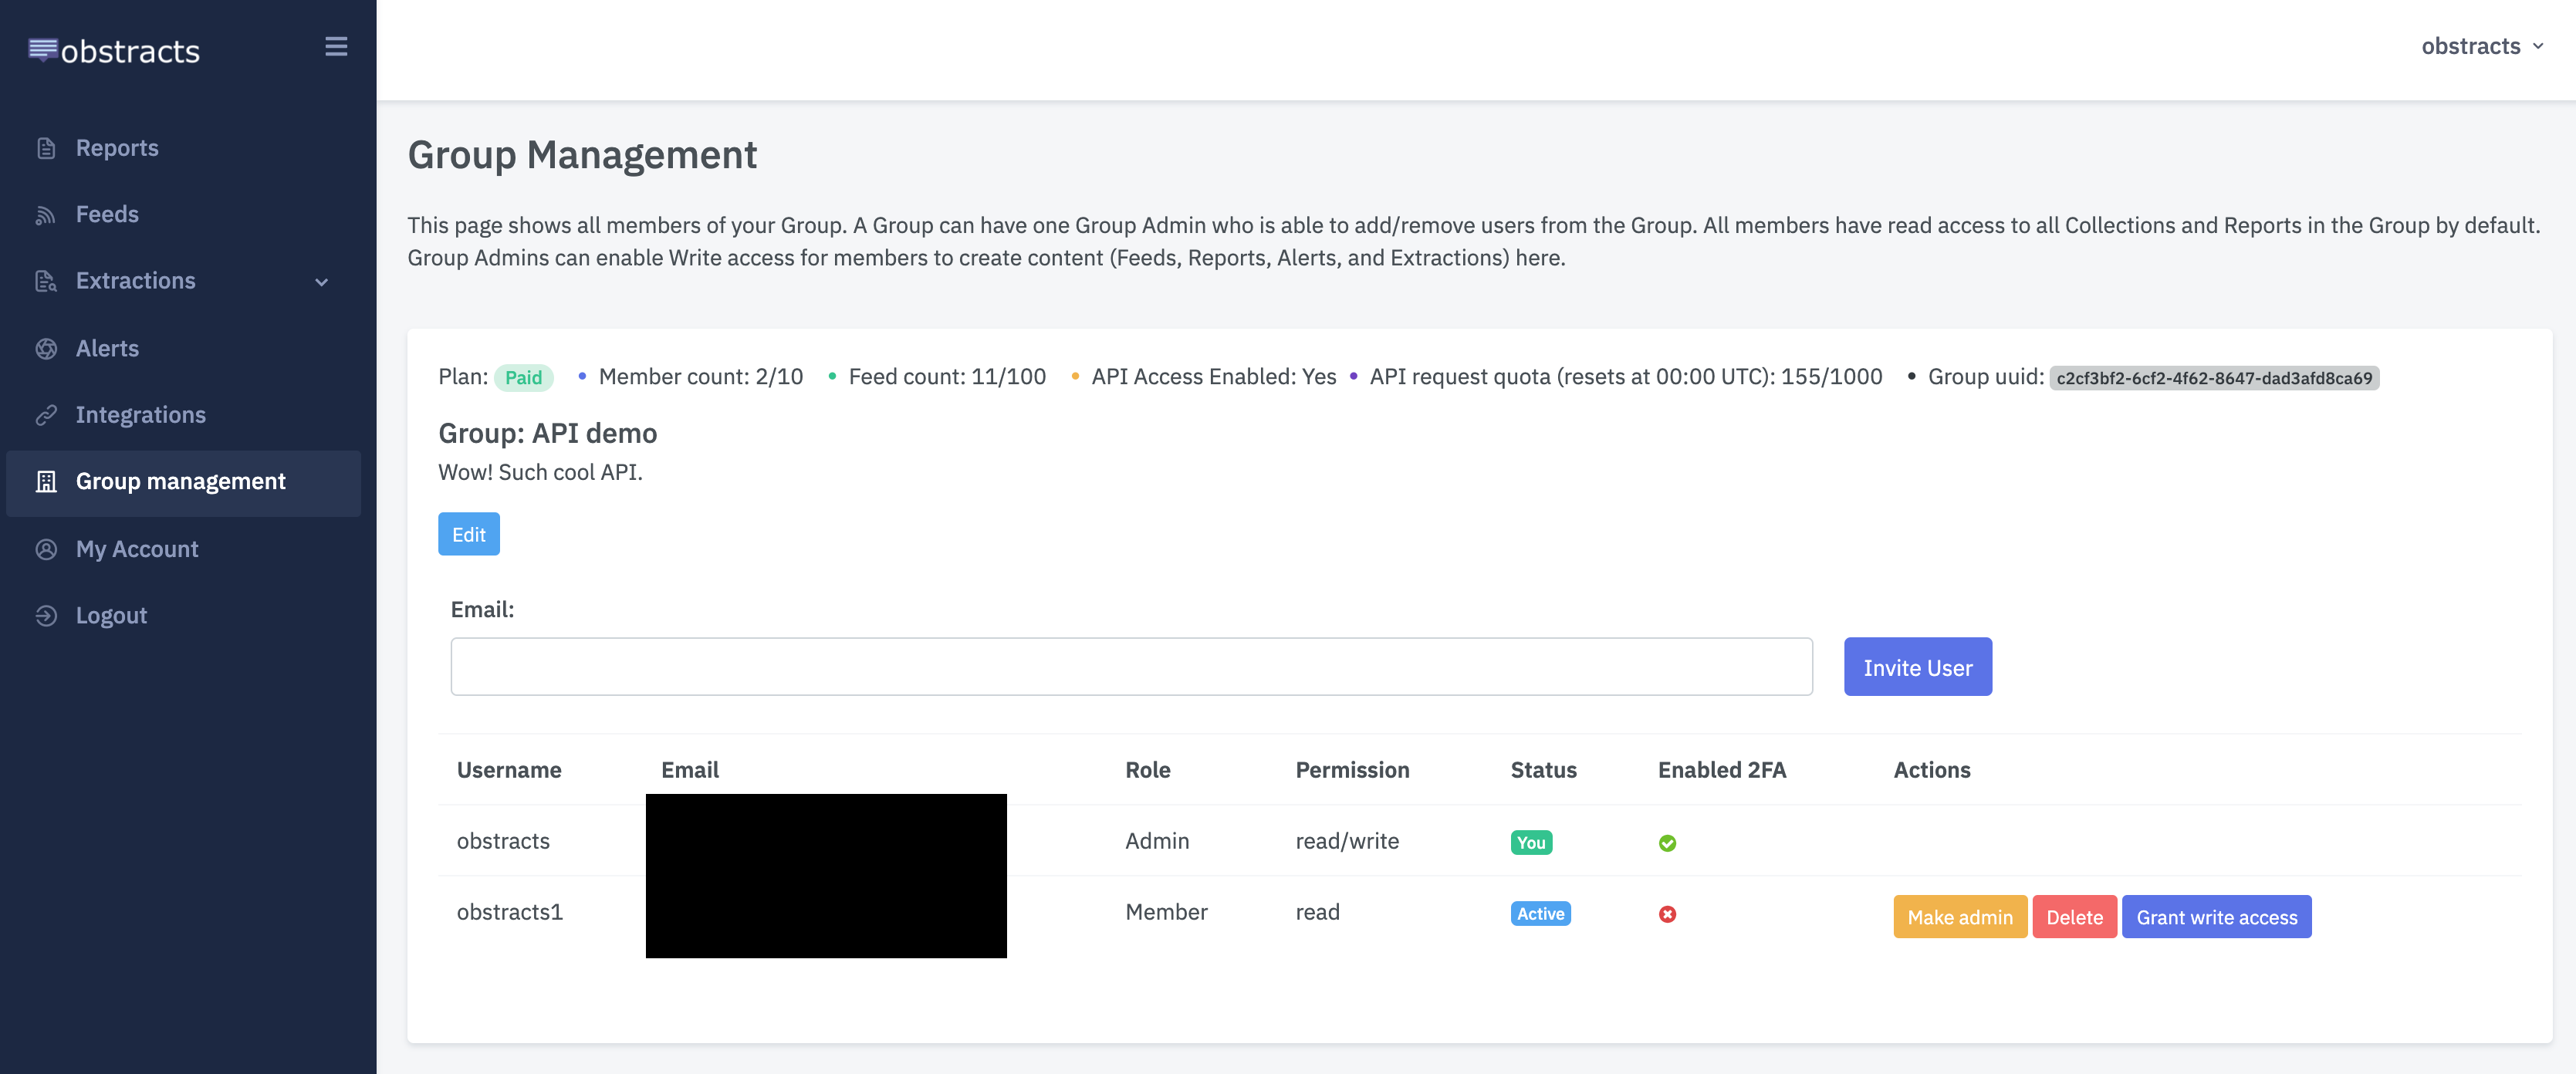 obstracts
obstracts
Reports
Feeds
Extractions
Alerts
Integrations
Group management
My Account
Logout
Group Management
This page shows all members of your Group. A Group can have one Group Admin who is able to add/remove users from the Group. All members have read access to all Collections and Reports in the Group by default.
Group Admins can enable Write access for members to create content (Feeds, Reports, Alerts, and Extractions) here.
Plan: Paid • Member count: 2/10 • Feed count: 11/100 • API Access Enabled: Yes • API request quota (resets at 00:00 UTC): 155/1000 • Group uuid: c2cf3bf2-6cf2-4f62-8647-dad3afd8ca69
Group: API demo
Wow! Such cool API.
Edit
Email:
Invite User
Username Email Role Permission Status Enabled 2FA Actions
obstracts Admin read/write You
obstracts1 Member read Active Make admin Delete Grant write access